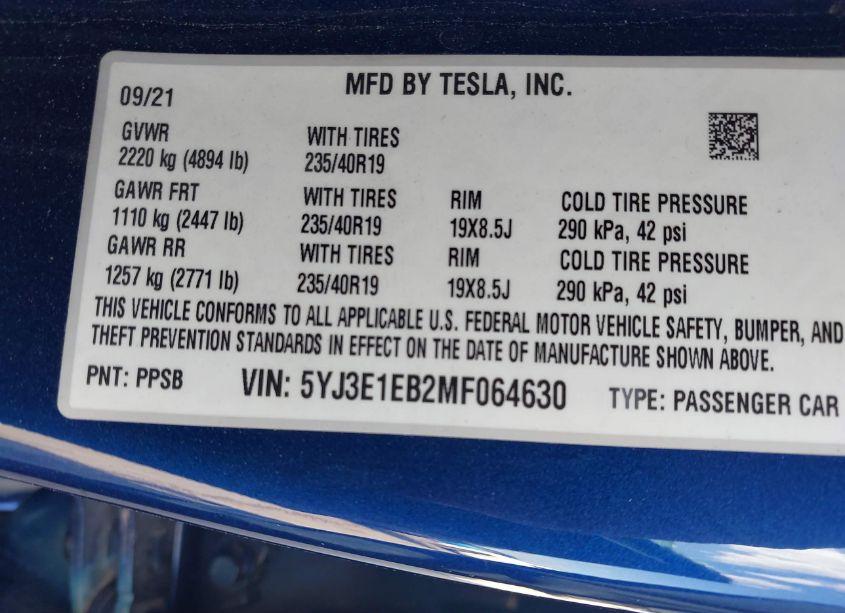 MFD BY TESLA, INC.
09/21
GVWR WITH TIRES
2220 kg (4894 lb) 235/40R19
GAWR FRT WITH TIRES RIM COLD TIRE PRESSURE
1110 kg (2447 lb) 235/40R19 19X8.5J 290 kPa, 42 psi
GAWR RR WITH TIRES RIM COLD TIRE PRESSURE
1257 kg (2771 lb) 235/40R19 19X8.5J 290 kPa, 42 psi
THIS VEHICLE CONFORMS TO ALL APPLICABLE U.S. FEDERAL MOTOR VEHICLE SAFETY, BUMPER, AND
THEFT PREVENTION STANDARDS IN EFFECT ON THE DATE OF MANUFACTURE SHOWN ABOVE.
PNT: PPSB VIN: 5YJ3E1EB2MF064630 TYPE: PASSENGER CAR